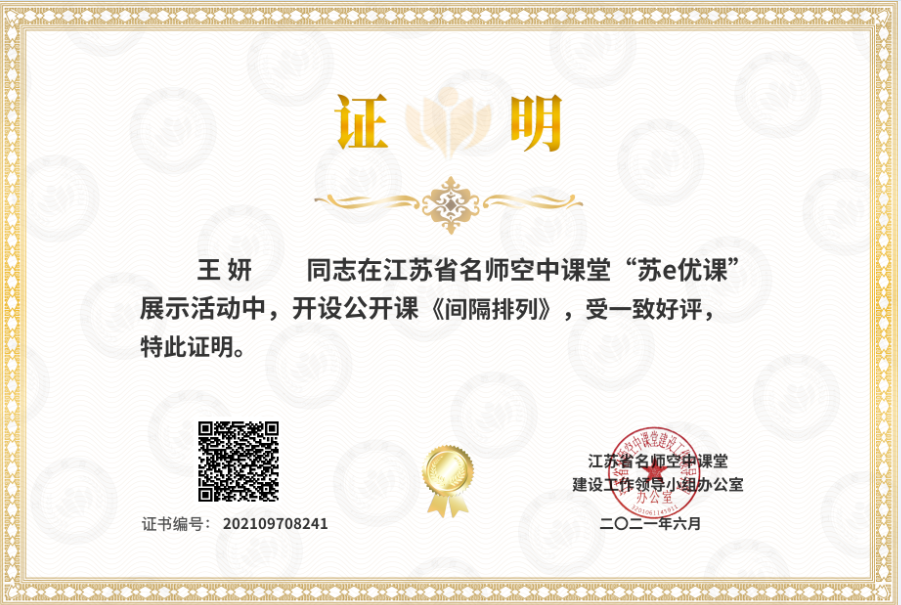 证 明
王 妍 同志在江苏省名师空中课堂“苏e优课”
展示活动中，开设公开课《间隔排列》，受一致好评，
特此证明。
江苏省名师空中课堂
建设工作领导小组办公室
办公室
证书编号： 202109708241
二〇二一年六月